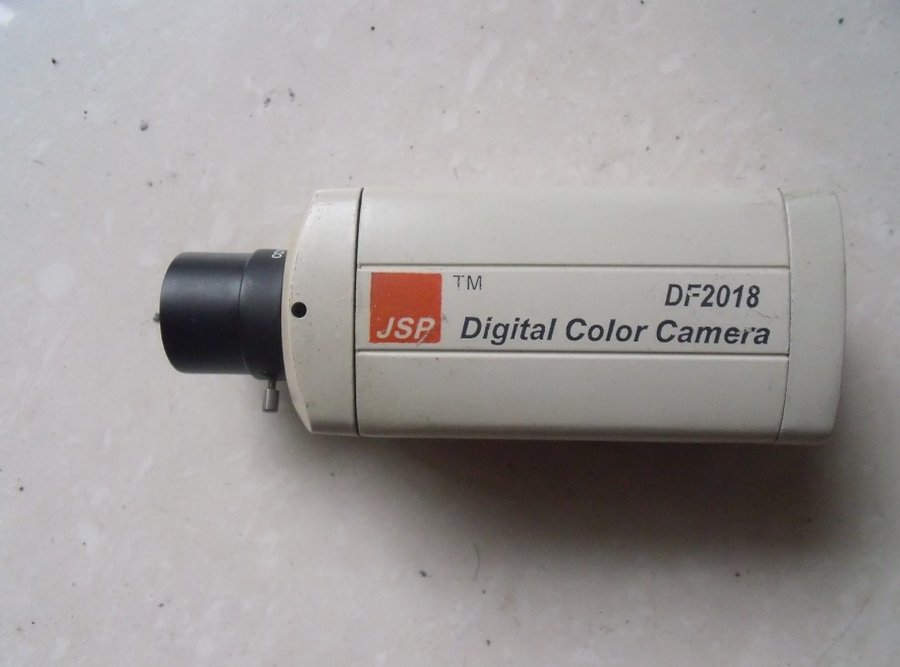 TM
DF2018
JSP Digital Color Camera